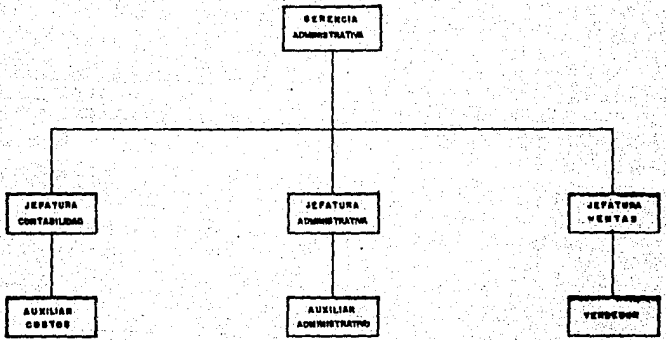 GERENCIA
ADMINISTRATIVA
JEFATURA
CONTABILIDAD
JEFATURA
ADMINISTRATIVA
JEFATURA
VENTAS
AUXILIAR
COSTOS
AUXILIAR
ADMINISTRATIVO
VENDEDOR